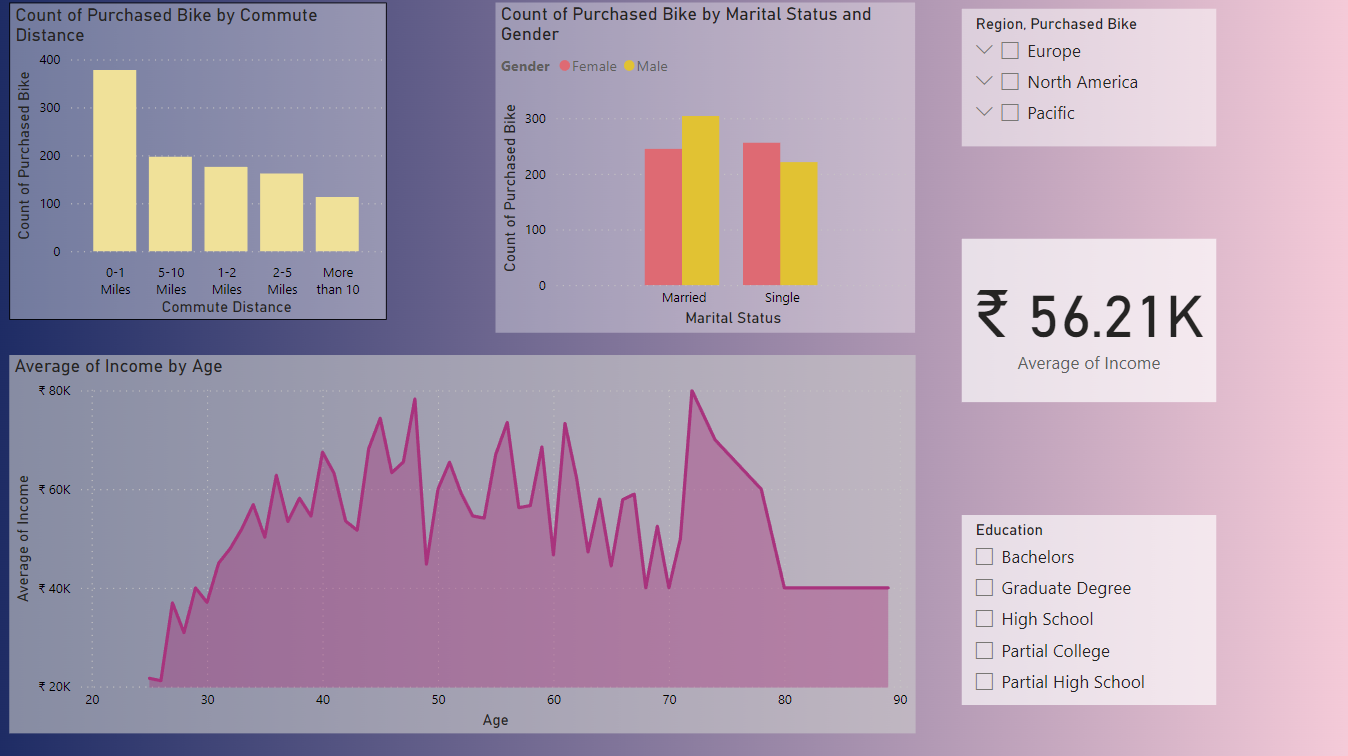 Count of Purchased Bike by Commute
Distance
Count of Purchased Bike
400
300
200
100
0
0-1
Miles
5-10
Miles
1-2
Miles
2-5
Miles
More
than 10
Commute Distance
Count of Purchased Bike by Marital Status and
Gender
Gender Female Male
Count of Purchased Bike
300
200
100
0
Married Single
Marital Status
Region, Purchased Bike
Europe
North America
Pacific
₹ 56.21K
Average of Income
Average of Income by Age
Average of Income
₹ 80K
₹ 60K
₹ 40K
₹ 20K
20 30 40 50 60 70 80 90
Age
Education
Bachelors
Graduate Degree
High School
Partial College
Partial High School